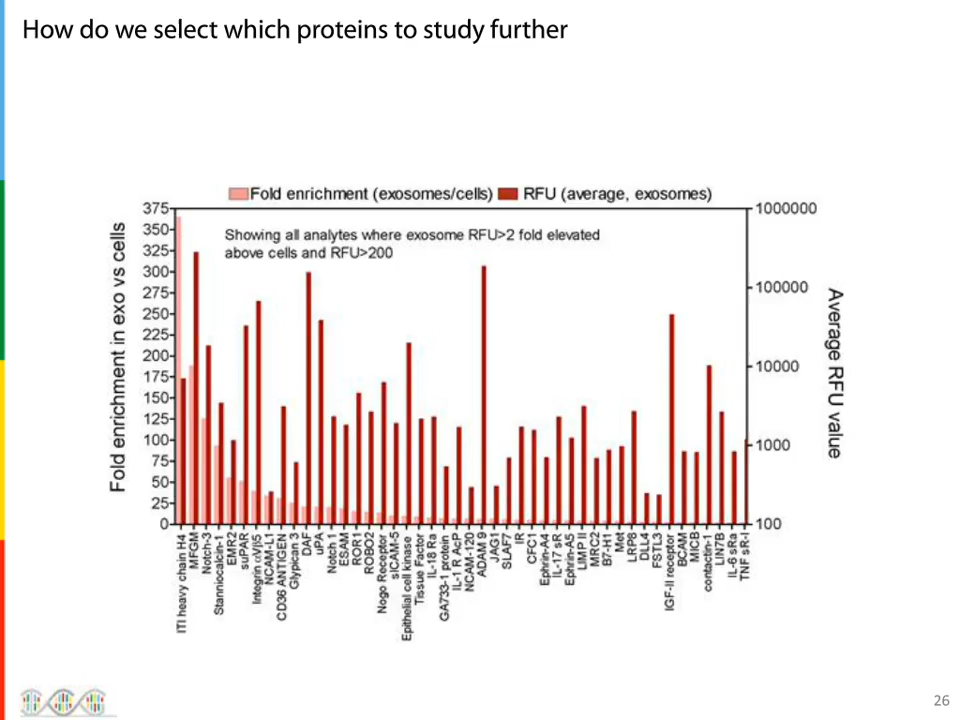 How do we select which proteins to study further
Fold enrichment (exosomes/cells) RFU (average, exosomes)
Showing all analytes where exosome RFU>2 fold elevated
above cells and RFU>200
Fold enrichment in exo vs cells
375
350
325
300
275
250
225
200
175
150
125
100
75
50
25
0
1000000
100000
10000
1000
100
Average RFU value
ITI heavy chain H4
MFGM
Notch-3
Stanniocalcin-1
EMR2
suPAR
Integrin αVβ5
NCAM-L1
CD36 ANTIGEN
Glypican 3
DAF
uPA
Notch 1
ESAM
ROR1
ROBO2
Nogo Receptor
sICAM-5
Epithelial cell kinase
Tissue Factor
IL-18 Ra
GA733-1 protein
IL-1 R AcP
NCAM-120
ADAM 9
JAG1
SLAF7
IR
CFC1
Ephrin-A4
IL-17 sR
Ephrin-A5
LIMP II
MRC2
B7-H1
Met
LRP8
DLL4
FSTL3
IGF-II receptor
BCAM
MICB
contactin-1
LIN7B
IL-6 sRa
TNF sR-I
26